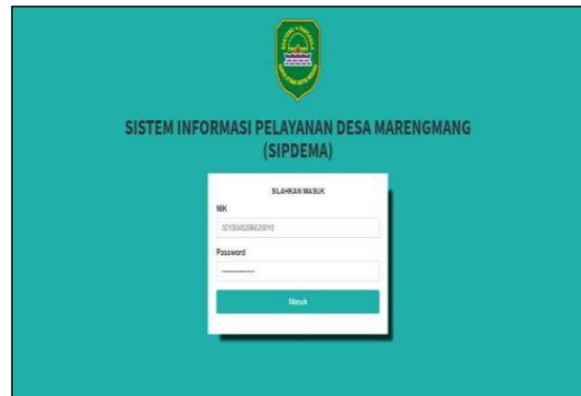 SISTEM INFORMASI PELAYANAN DESA MARENGMANG
(SIPDEMA)
SILAHKAN MASUK
NIK
Password
Masuk